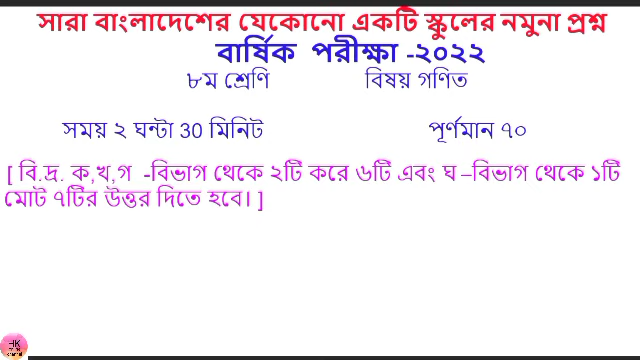 সারা বাংলাদেশের যেকোনো একটি স্কুলের নমুনা প্রশ্ন
বার্ষিক পরীক্ষা -২০২২
৮ম শ্রেণি বিষয় গণিত
সময় ২ ঘন্টা 30 মিনিট পূর্ণমান ৭০
[ বি.দ্র. ক,খ,গ -বিভাগ থেকে ২টি করে ৬টি এবং ঘ –বিভাগ থেকে ১টি
মোট ৭টির উত্তর দিতে হবে। ]
HK